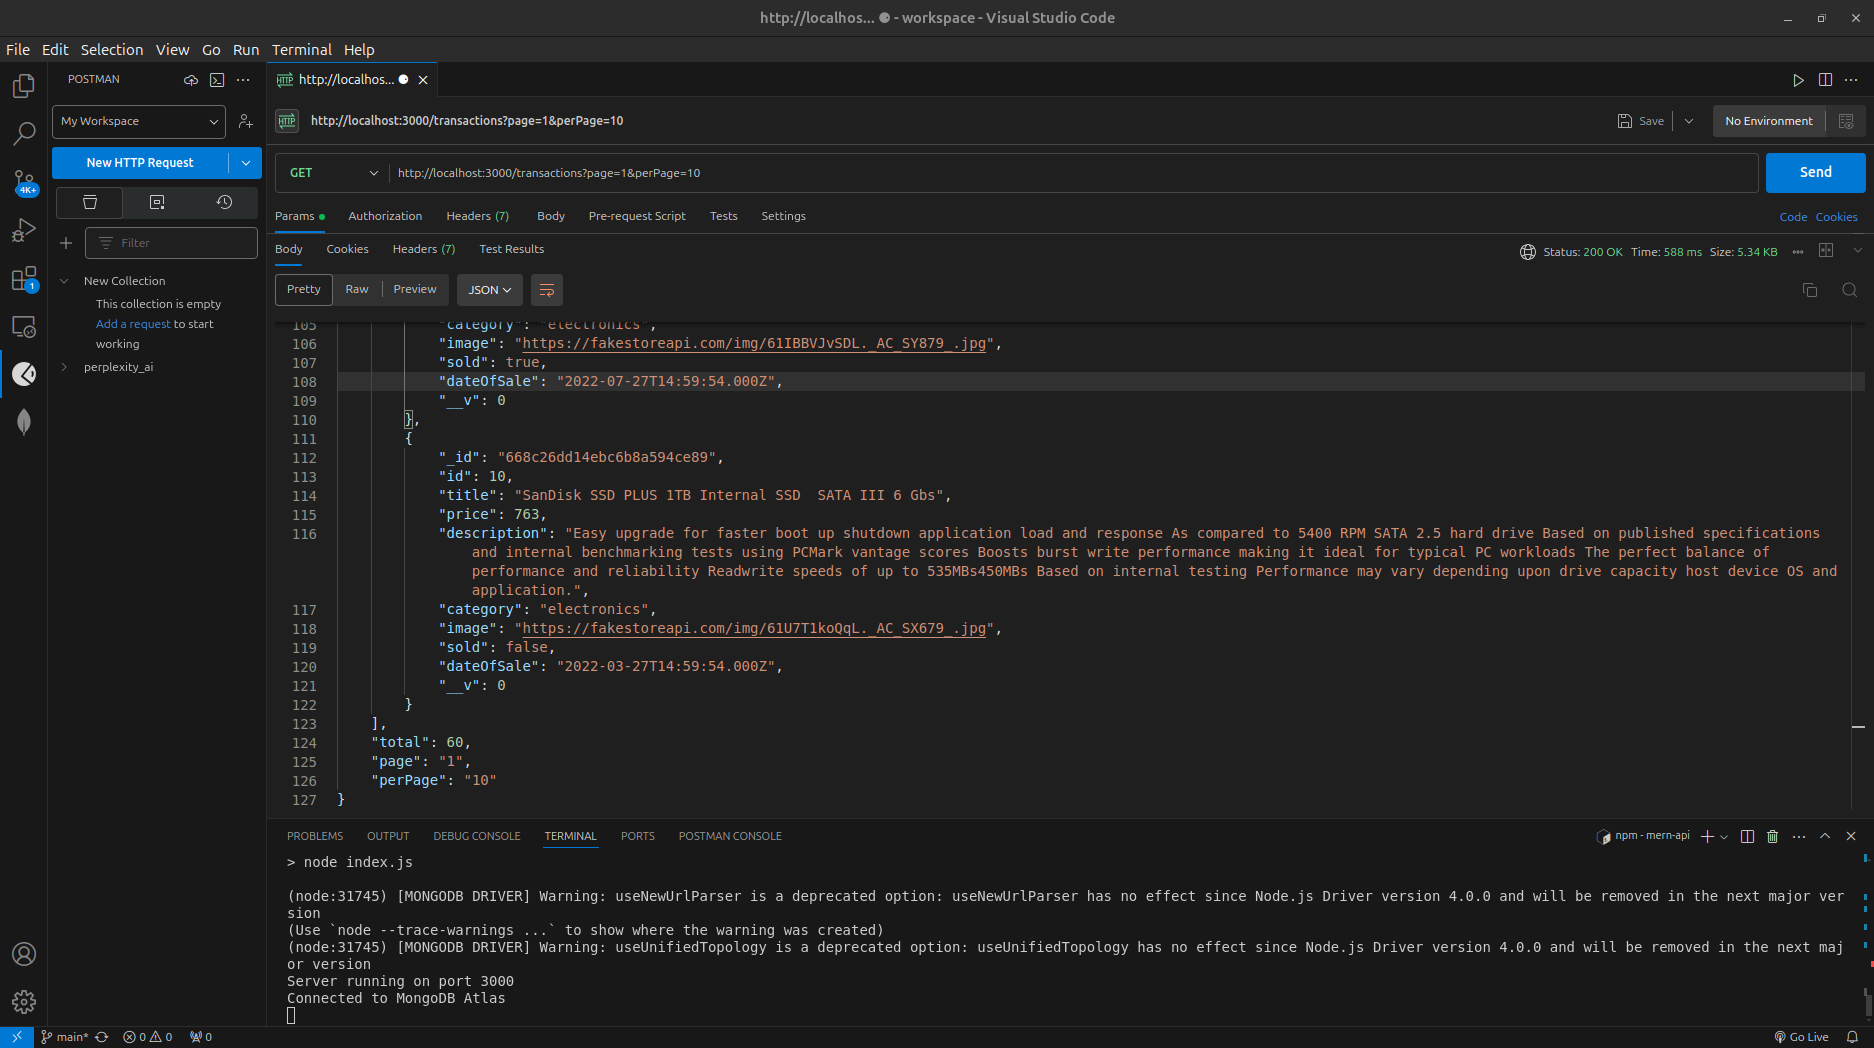 http://localhos... ● - workspace - Visual Studio Code
File Edit Selection View Go Run Terminal Help
POSTMAN
HTTP http://localhos...
My Workspace
HTTP http://localhost:3000/transactions?page=1&perPage=10
Save
No Environment
New HTTP Request
GET http://localhost:3000/transactions?page=1&perPage=10
Send
4K+
Params Authorization Headers (7) Body Pre-request Script Tests Settings
Code Cookies
Filter
Body Cookies Headers (7) Test Results
Status: 200 OK Time: 588 ms Size: 5.34 KB
1
New Collection
This collection is empty
Add a request to start
working
perplexity_ai
Pretty Raw Preview JSON
105 "category": "electronics",
106 "image": "https://fakestoreapi.com/img/61IBBVJvSDL._AC_SY879_.jpg",
107 "sold": true,
108 "dateOfSale": "2022-07-27T14:59:54.000Z",
109 "__v": 0
110 },
111 {
112 "_id": "668c26dd14ebc6b8a594ce89",
113 "id": 10,
114 "title": "SanDisk SSD PLUS 1TB Internal SSD  SATA III 6 Gbs",
115 "price": 763,
116 "description": "Easy upgrade for faster boot up shutdown application load and response As compared to 5400 RPM SATA 2.5 hard drive Based on published specifications
and internal benchmarking tests using PCMark vantage scores Boosts burst write performance making it ideal for typical PC workloads The perfect balance of
performance and reliability Readwrite speeds of up to 535MBs450MBs Based on internal testing Performance may vary depending upon drive capacity host device OS and
application.",
117 "category": "electronics",
118 "image": "https://fakestoreapi.com/img/61U7T1koQqL._AC_SX679_.jpg",
119 "sold": false,
120 "dateOfSale": "2022-03-27T14:59:54.000Z",
121 "__v": 0
122 }
123 ],
124 "total": 60,
125 "page": "1",
126 "perPage": "10"
127 }
PROBLEMS OUTPUT DEBUG CONSOLE TERMINAL PORTS POSTMAN CONSOLE
npm - mern-api
> node index.js
(node:31745) [MONGODB DRIVER] Warning: useNewUrlParser is a deprecated option: useNewUrlParser has no effect since Node.js Driver version 4.0.0 and will be removed in the next major ver
sion
(Use `node --trace-warnings ...` to show where the warning was created)
(node:31745) [MONGODB DRIVER] Warning: useUnifiedTopology is a deprecated option: useUnifiedTopology has no effect since Node.js Driver version 4.0.0 and will be removed in the next maj
or version
Server running on port 3000
Connected to MongoDB Atlas
main* 0 0 0
Go Live